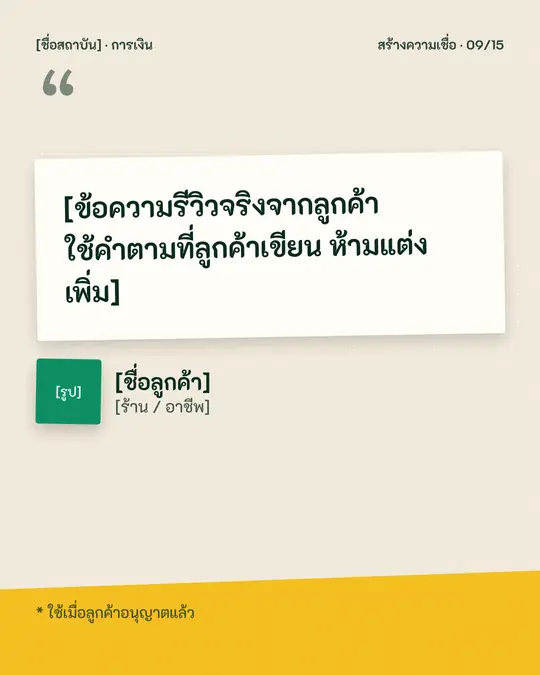 [ชื่อสถาบัน] · การเงิน
สร้างความเชื่อ · 09/15
“
[ข้อความรีวิวจริงจากลูกค้า
ใช้คำตามที่ลูกค้าเขียน ห้ามแต่ง
เพิ่ม]
[รูป]
[ชื่อลูกค้า]
[ร้าน / อาชีพ]
* ใช้เมื่อลูกค้าอนุญาตแล้ว